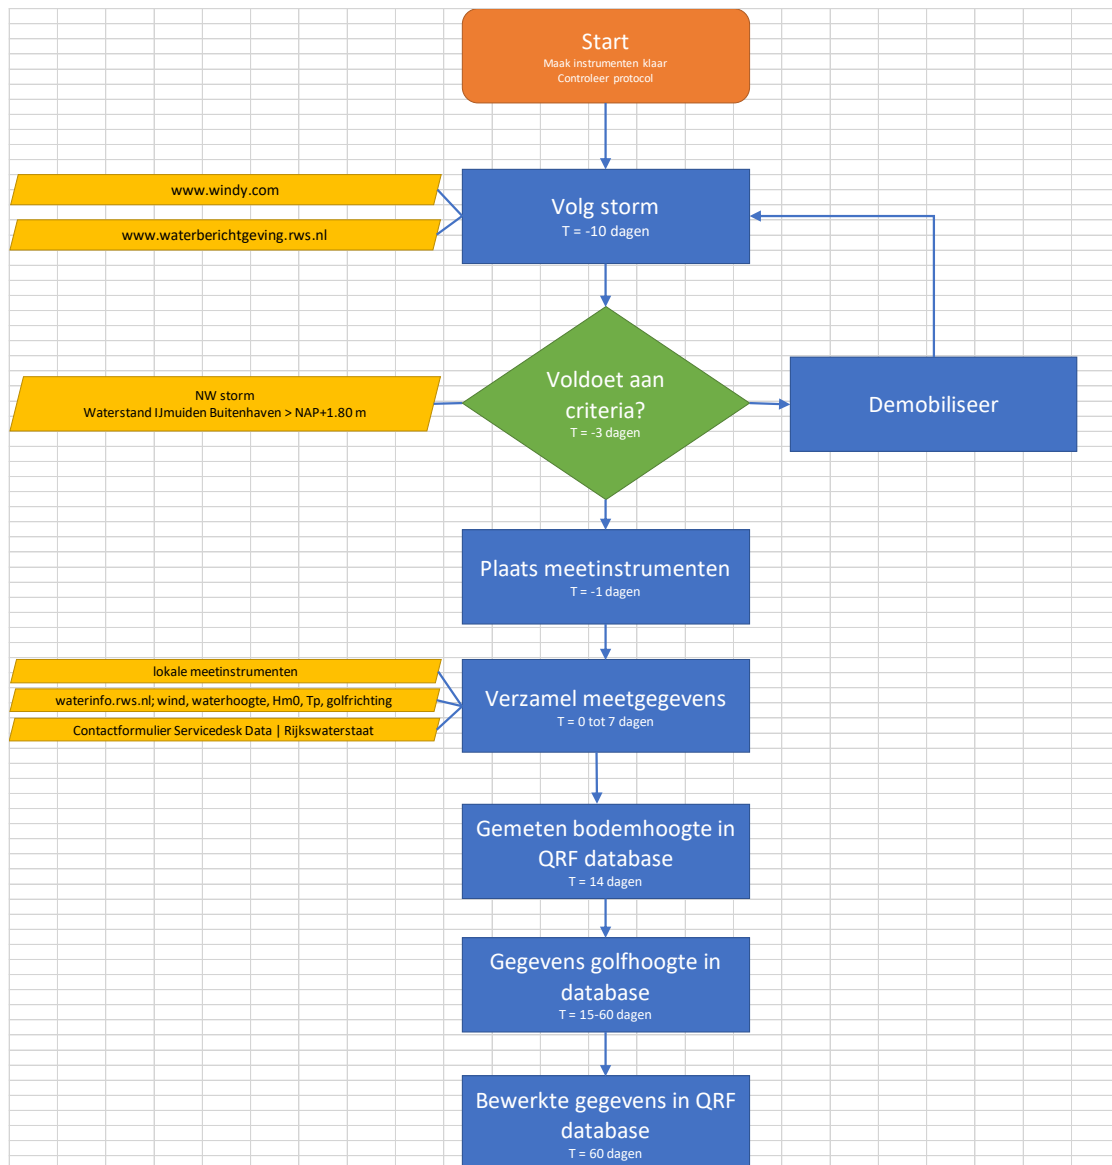 Start
Maak instrumenten klaar
Controleer protocol
www.windy.com
www.waterberichtgeving.rws.nl
Volg storm
T = -10 dagen
NW storm
Waterstand IJmuiden Buitenhaven > NAP+1.80 m
Voldoet aan
criteria?
T = -3 dagen
Demobiliseer
Plaats meetinstrumenten
T = -1 dagen
lokale meetinstrumenten
waterinfo.rws.nl; wind, waterhoogte, Hm0, Tp, golfrichting
Contactformulier Servicedesk Data | Rijkswaterstaat
Verzamel meetgegevens
T = 0 tot 7 dagen
Gemeten bodemhoogte in
QRF database
T = 14 dagen
Gegevens golfhoogte in
database
T = 15-60 dagen
Bewerkte gegevens in QRF
database
T = 60 dagen